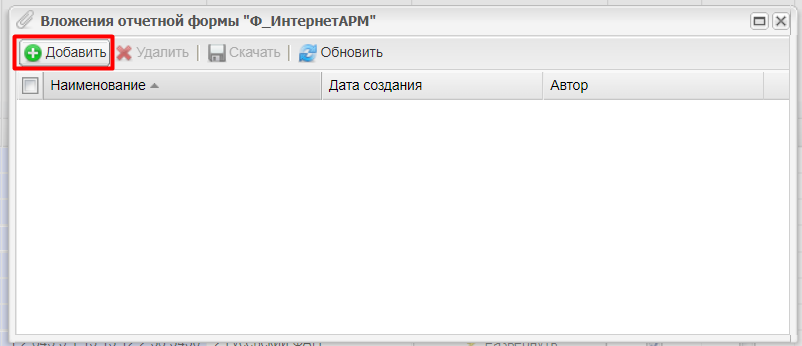 Вложения отчетной формы "Ф_ИнтернетАРМ"
Добавить Удалить | Скачать | Обновить
Наименование Дата создания Автор